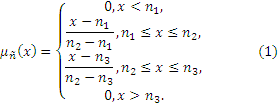 μ_ñ(x) = { 0, x < n₁,
(x − n₁)/(n₂ − n₁), n₁ ≤ x ≤ n₂,
(x − n₃)/(n₂ − n₃), n₂ ≤ x ≤ n₃, (1)
0, x > n₃.